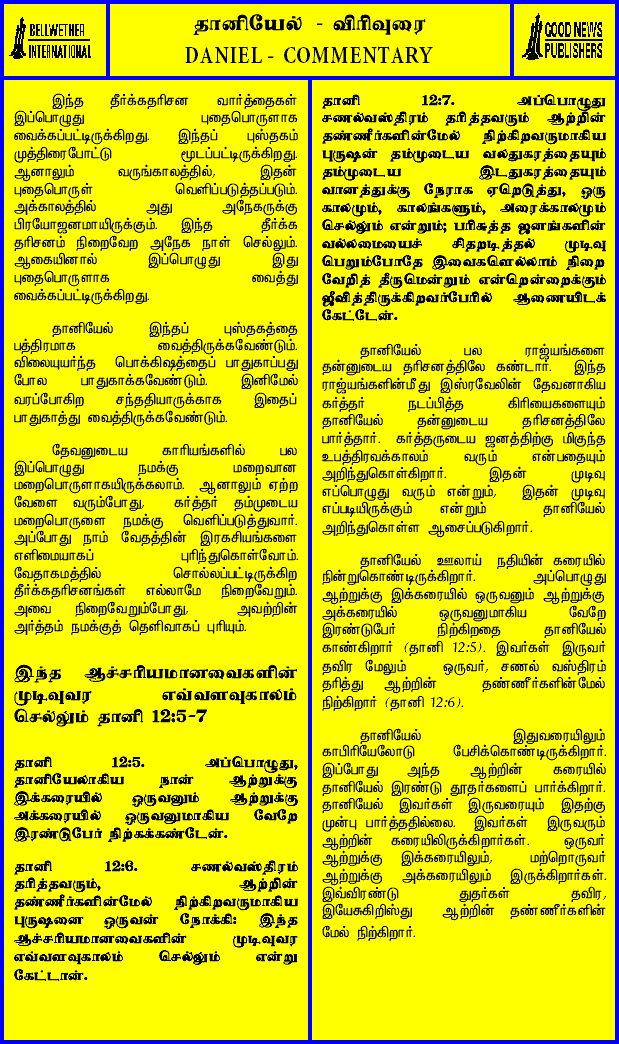 BELLWETHER
INTERNATIONAL
தானியேல் - விரிவுரை
DANIEL - COMMENTARY
GOOD NEWS
PUBLISHERS
இந்த தீர்க்கதரிசன வார்த்தைகள்
இப்பொழுது புதைபொருளாக
வைக்கப்பட்டிருக்கிறது. இந்தப் புஸ்தகம்
முத்திரைபோட்டு மூடப்பட்டிருக்கிறது.
ஆனாலும் வருங்காலத்தில், இதன்
புதைபொருள் வெளிப்படுத்தப்படும்.
அக்காலத்தில் அது அநேகருக்கு
பிரயோஜனமாயிருக்கும். இந்த தீர்க்க
தரிசனம் நிறைவேற அநேக நாள் செல்லும்.
ஆகையினால் இப்பொழுது இது
புதைபொருளாக வைத்து
வைக்கப்பட்டிருக்கிறது.
தானியேல் இந்தப் புஸ்தகத்தை
பத்திரமாக வைத்திருக்கவேண்டும்.
விலையுயர்ந்த பொக்கிஷத்தைப் பாதுகாப்பது
போல பாதுகாக்கவேண்டும். இனிமேல்
வரப்போகிற சந்ததியாருக்காக இதைப்
பாதுகாத்து வைத்திருக்கவேண்டும்.
தேவனுடைய காரியங்களில் பல
இப்பொழுது நமக்கு மறைவான
மறைபொருளாகயிருக்கலாம். ஆனாலும் ஏற்ற
வேளை வரும்போது, கர்த்தர் தம்முடைய
மறைபொருளை நமக்கு வெளிப்படுத்துவார்.
அப்போது நாம் வேதத்தின் இரகசியங்களை
எளிமையாகப் புரிந்துகொள்வோம்.
வேதாகமத்தில் சொல்லப்பட்டிருக்கிற
தீர்க்கதரிசனங்கள் எல்லாமே நிறைவேறும்.
அவை நிறைவேறும்போது, அவற்றின்
அர்த்தம் நமக்குத் தெளிவாகப் புரியும்.
இந்த ஆச்சரியமானவைகளின்
முடிவுவர எவ்வளவுகாலம்
செல்லும் தானி 12:5-7
தானி 12:5. அப்பொழுது,
தானியேலாகிய நான் ஆற்றுக்கு
இக்கரையில் ஒருவனும் ஆற்றுக்கு
அக்கரையில் ஒருவனுமாகிய வேறே
இரண்டுபேர் நிற்கக்கண்டேன்.
தானி 12:6. சணல்வஸ்திரம்
தரித்தவரும், ஆற்றின்
தண்ணீர்களின்மேல் நிற்கிறவருமாகிய
புருஷனை ஒருவன் நோக்கி: இந்த
ஆச்சரியமானவைகளின் முடிவுவர
எவ்வளவுகாலம் செல்லும் என்று
கேட்டான்.
தானி 12:7. அப்பொழுது
சணல்வஸ்திரம் தரித்தவரும் ஆற்றின்
தண்ணீர்களின்மேல் நிற்கிறவருமாகிய
புருஷன் தம்முடைய வலதுகரத்தையும்
தம்முடைய இடதுகரத்தையும்
வானத்துக்கு நேராக ஏறெடுத்து, ஒரு
காலமும், காலங்களும், அரைக்காலமும்
செல்லும் என்றும்; பரிசுத்த ஜனங்களின்
வல்லமையைச் சிதறடித்தல் முடிவு
பெறும்போதே இவைகளெல்லாம் நிறை
வேறித் தீருமென்றும் என்றென்றைக்கும்
ஜீவித்திருக்கிறவர்பேரில் ஆணையிடக்
கேட்டேன்.
தானியேல் பல ராஜ்யங்களை
தன்னுடைய தரிசனத்திலே கண்டார். இந்த
ராஜ்யங்களின்மீது இஸ்ரவேலின் தேவனாகிய
கர்த்தர் நடப்பித்த கிரியைகளையும்
தானியேல் தன்னுடைய தரிசனத்திலே
பார்த்தார். கர்த்தருடைய ஜனத்திற்கு மிகுந்த
உபத்திரவக்காலம் வரும் என்பதையும்
அறிந்துகொள்கிறார். இதன் முடிவு
எப்பொழுது வரும் என்றும், இதன் முடிவு
எப்படியிருக்கும் என்றும் தானியேல்
அறிந்துகொள்ள ஆசைப்படுகிறார்.
தானியேல் ஊலாய் நதியின் கரையில்
நின்றுகொண்டிருக்கிறார். அப்பொழுது
ஆற்றுக்கு இக்கரையில் ஒருவனும் ஆற்றுக்கு
அக்கரையில் ஒருவனுமாகிய வேறே
இரண்டுபேர் நிற்கிறதை தானியேல்
காண்கிறார் (தானி 12:5). இவர்கள் இருவர்
தவிர மேலும் ஒருவர், சணல் வஸ்திரம்
தரித்து ஆற்றின் தண்ணீர்களின்மேல்
நிற்கிறார் (தானி 12:6).
தானியேல் இதுவரையிலும்
காபிரியேலோடு பேசிக்கொண்டிருக்கிறார்.
இப்போது அந்த ஆற்றின் கரையில்
தானியேல் இரண்டு தூதர்களைப் பார்க்கிறார்.
தானியேல் இவர்கள் இருவரையும் இதற்கு
முன்பு பார்த்ததில்லை. இவர்கள் இருவரும்
ஆற்றின் கரையிலிருக்கிறார்கள். ஒருவர்
ஆற்றுக்கு இக்கரையிலும், மற்றொருவர்
ஆற்றுக்கு அக்கரையிலும் இருக்கிறார்கள்.
இவ்விரண்டு துதர்கள் தவிர,
இயேசுகிறிஸ்து ஆற்றின் தண்ணீர்களின்
மேல் நிற்கிறார்.